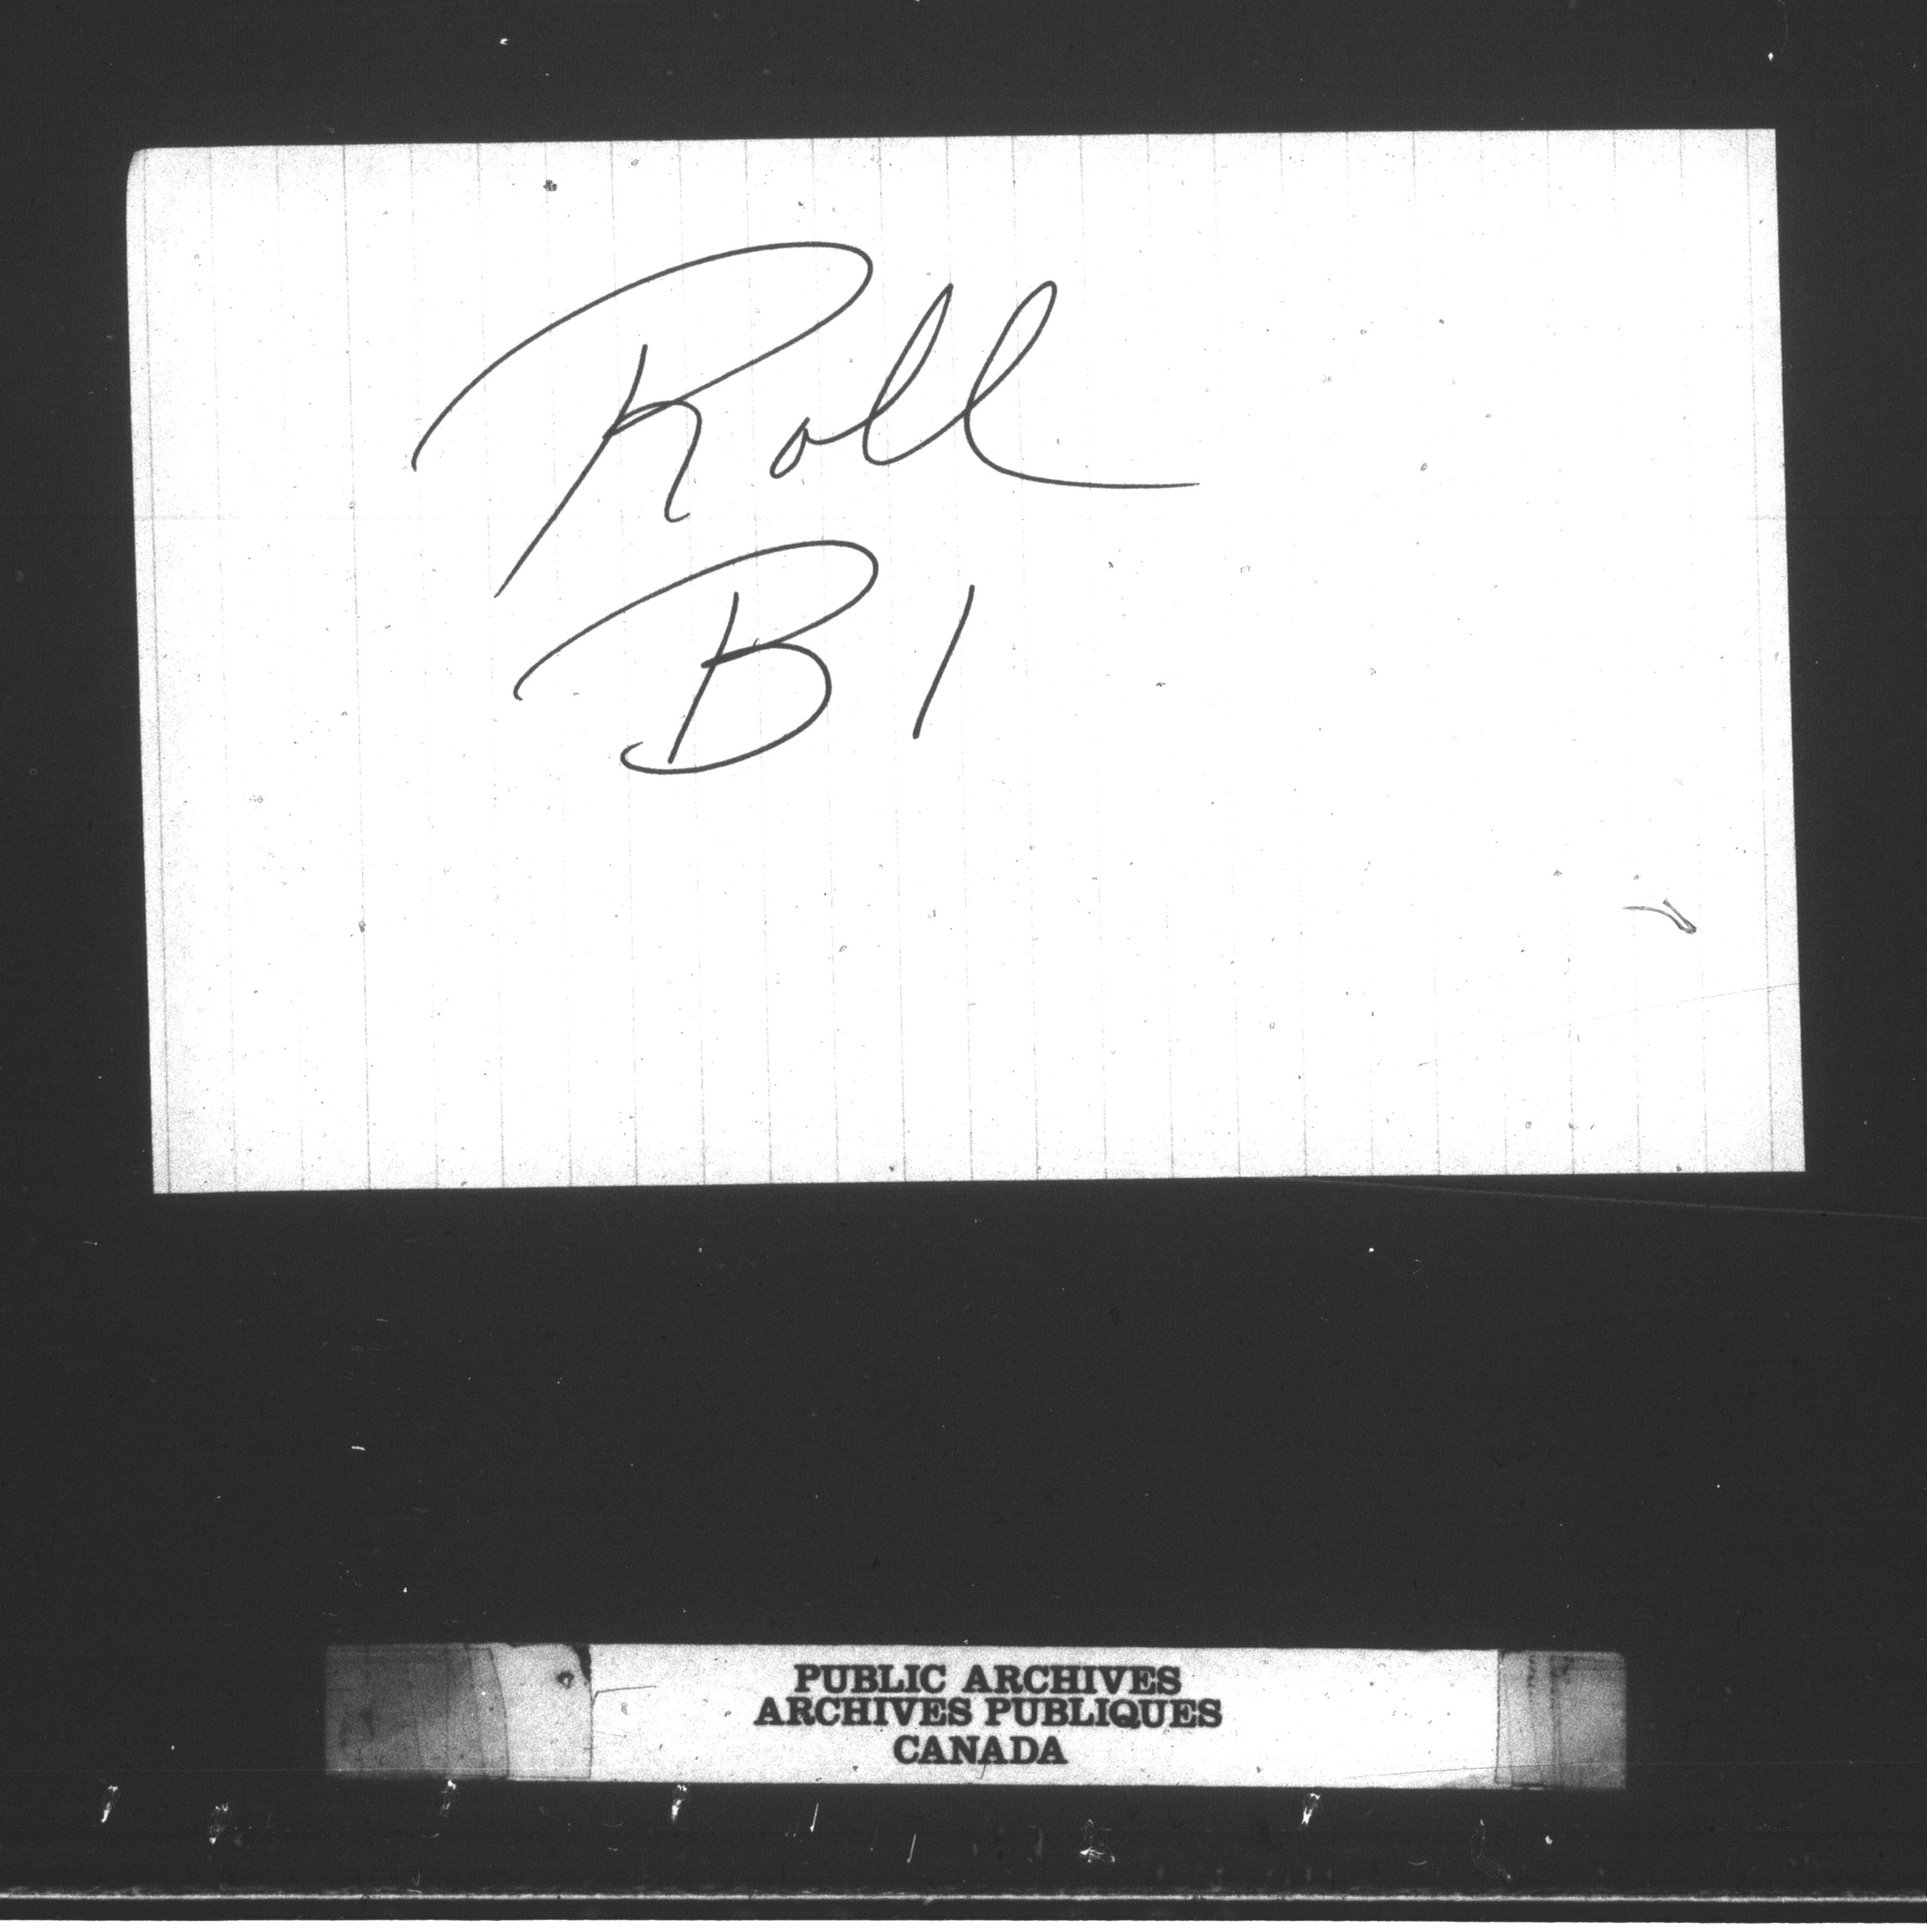 Roll
B1
PUBLIC ARCHIVES
ARCHIVES PUBLIQUES
CANADA